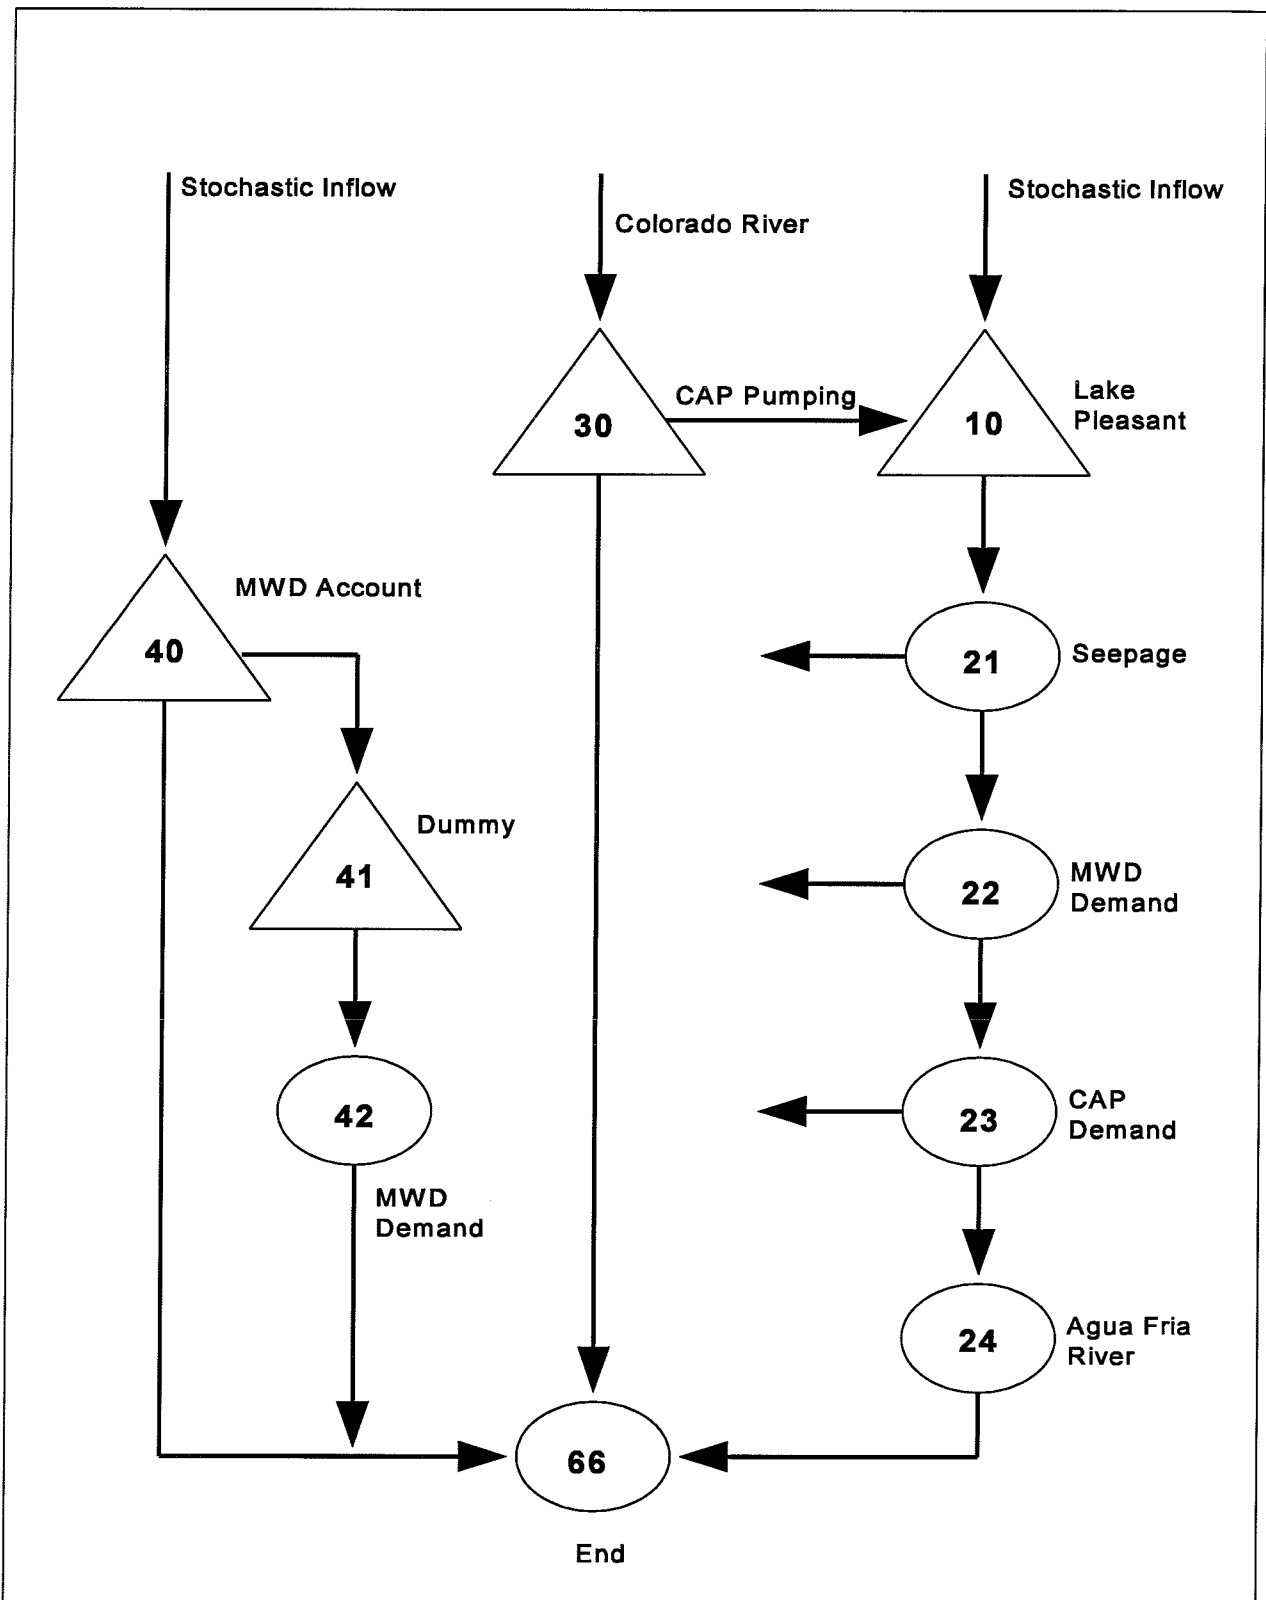 Stochastic Inflow
Stochastic Inflow
Colorado River
CAP Pumping
Lake
Pleasant
30
10
MWD Account
40
21
Seepage
Dummy
41
22
MWD
Demand
42
23
CAP
Demand
MWD
Demand
24
Agua Fria
River
66
End